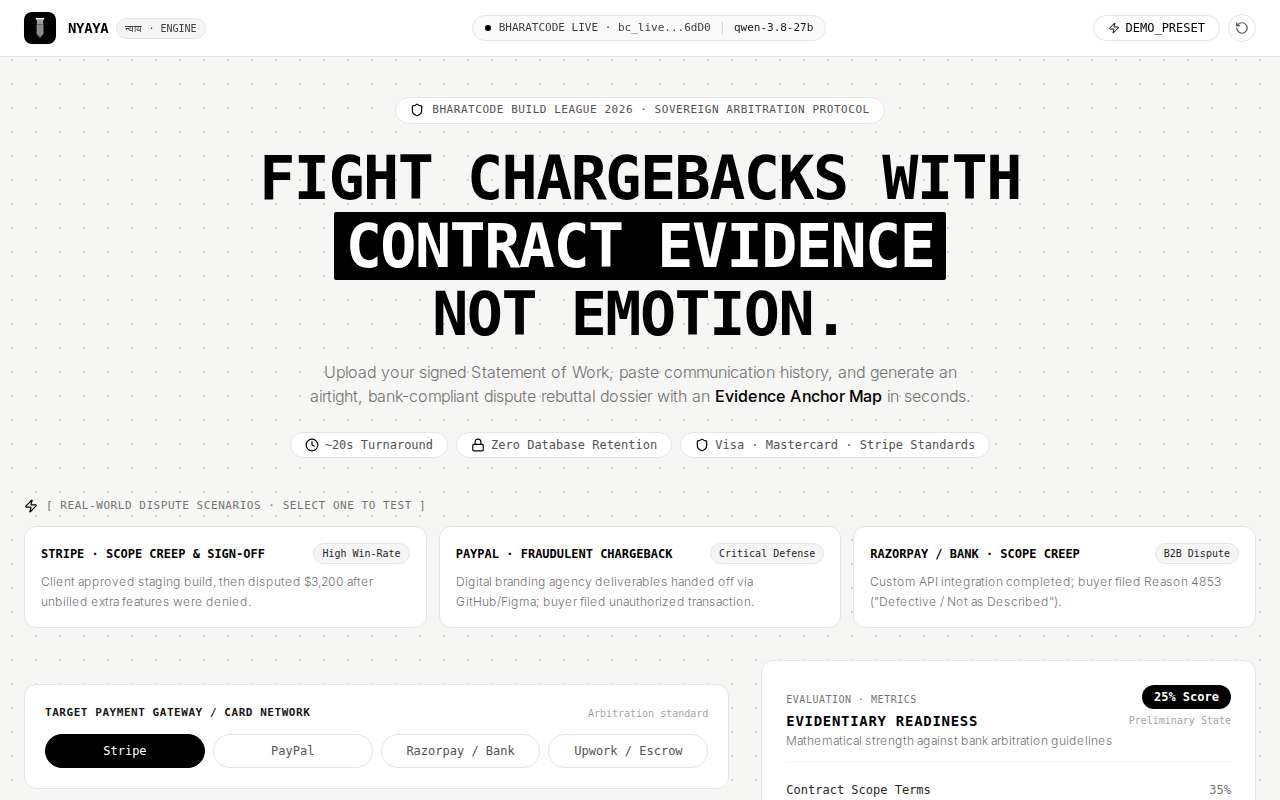 NYAYA न्याय · ENGINE
BHARATCODE LIVE · bc_live...6dD0 qwen-3.8-27b
DEMO_PRESET
BHARATCODE BUILD LEAGUE 2026 · SOVEREIGN ARBITRATION PROTOCOL
FIGHT CHARGEBACKS WITH
CONTRACT EVIDENCE
NOT EMOTION.
Upload your signed Statement of Work, paste communication history, and generate an
airtight, bank-compliant dispute rebuttal dossier with an Evidence Anchor Map in seconds.
~20s Turnaround
Zero Database Retention
Visa · Mastercard · Stripe Standards
[ REAL-WORLD DISPUTE SCENARIOS · SELECT ONE TO TEST ]
STRIPE · SCOPE CREEP & SIGN-OFF High Win-Rate
Client approved staging build, then disputed $3,200 after
unbilled extra features were denied.
PAYPAL · FRAUDULENT CHARGEBACK Critical Defense
Digital branding agency deliverables handed off via
GitHub/Figma; buyer filed unauthorized transaction.
RAZORPAY / BANK · SCOPE CREEP B2B Dispute
Custom API integration completed; buyer filed Reason 4853
("Defective / Not as Described").
TARGET PAYMENT GATEWAY / CARD NETWORK Arbitration standard
Stripe PayPal Razorpay / Bank Upwork / Escrow
EVALUATION · METRICS 25% Score
EVIDENTIARY READINESS Preliminary State
Mathematical strength against bank arbitration guidelines
Contract Scope Terms 35%